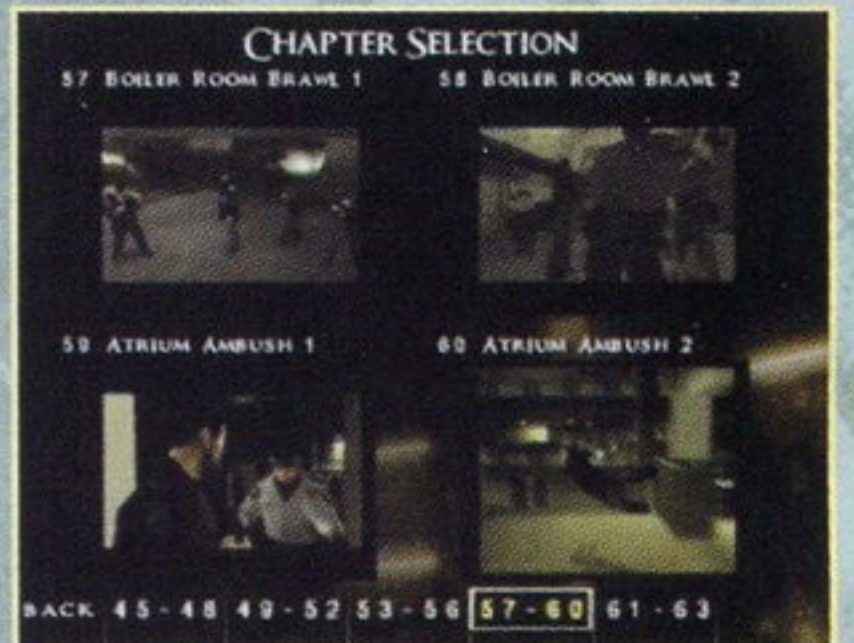 CHAPTER SELECTION
57 BOILER ROOM BRAWL 1 58 BOILER ROOM BRAWL 2
59 ATRIUM AMBUSH 1 60 ATRIUM AMBUSH 2
BACK 45-48 49-52 53-56 57-60 61-63